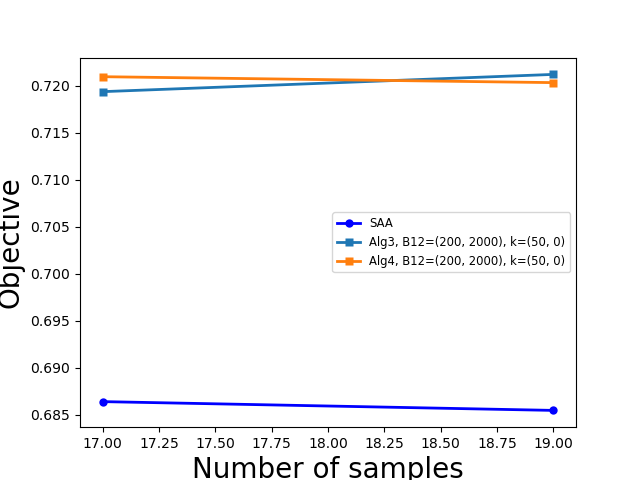 0.720
0.715
0.710
0.705
0.700
0.695
0.690
0.685
Objective
SAA
Alg3, B12=(200, 2000), k=(50, 0)
Alg4, B12=(200, 2000), k=(50, 0)
17.00 17.25 17.50 17.75 18.00 18.25 18.50 18.75 19.00
Number of samples